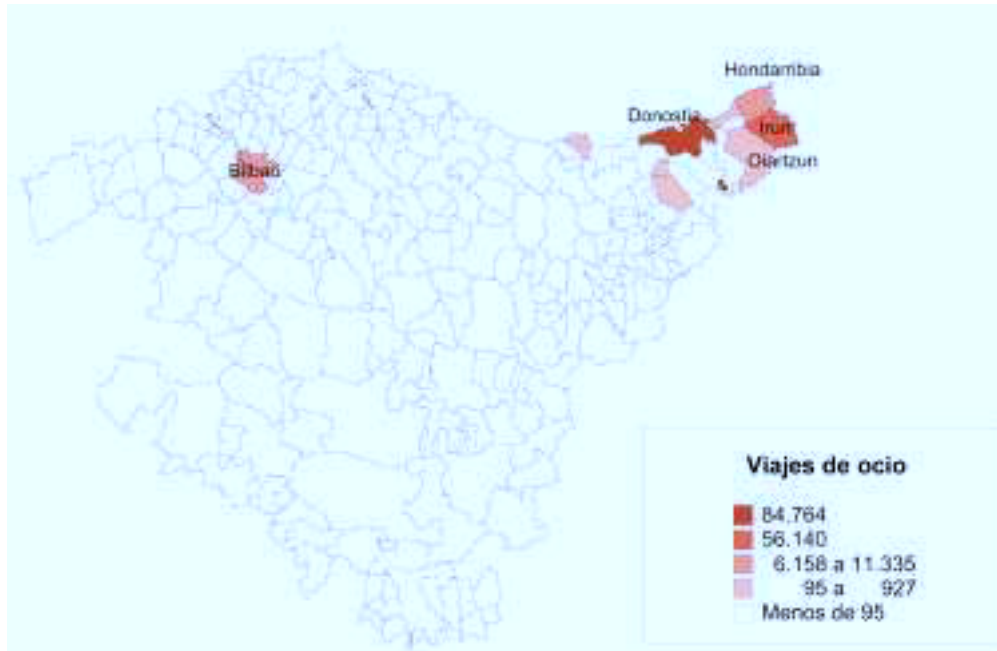 Hondarribia
Donostia
Irun
Oiartzun
Bilbao
Viajes de ocio
84.764
56.140
6.158 a 11.335
95 a 927
Menos de 95